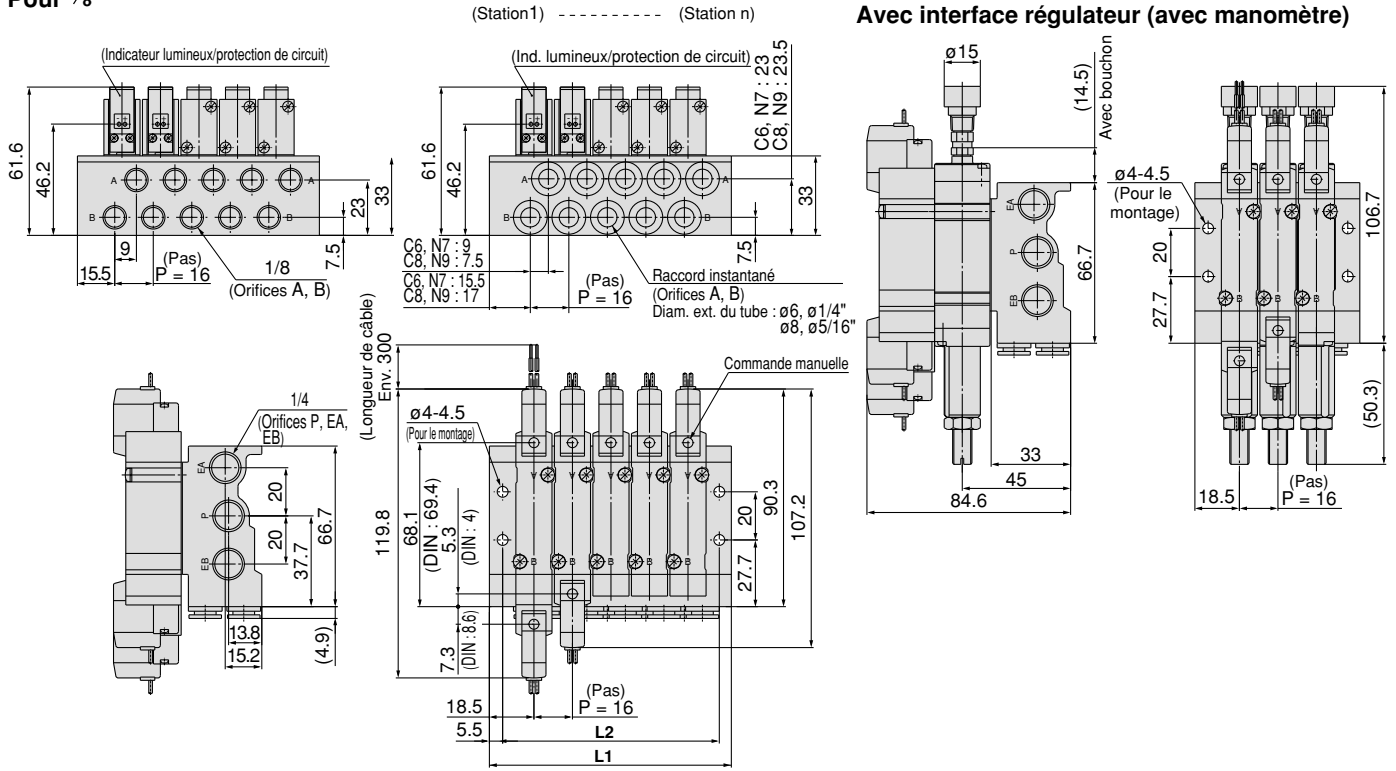 Pour 1/8
(Station1) ---------- (Station n)
Avec interface régulateur (avec manomètre)
(Indicateur lumineux/protection de circuit)
61.6
46.2
A
A
B
B
9
15.5
(Pas)
P = 16
1/8
(Orifices A, B)
7.5
23
33
(Ind. lumineux/protection de circuit)
C6, N7 : 23
C8, N9 : 23.5
61.6
46.2
A
A
B
B
33
7.5
C6, N7 : 9
C8, N9 : 7.5
C6, N7 : 15.5
C8, N9 : 17
(Pas)
P = 16
Raccord instantané
(Orifices A, B)
Diam. ext. du tube : ø6, ø1/4"
ø8, ø5/16"
ø15
(14.5)
Avec bouchon
EA
P
EB
66.7
33
45
84.6
ø4-4.5
(Pour le
montage)
20
27.7
A
A
A
B
B
B
106.7
(50.3)
18.5
(Pas)
P = 16
1/4
(Orifices P, EA,
EB)
EA
P
EB
20
20
37.7
66.7
13.8
15.2
(4.9)
(Longueur de câble)
Env. 300
Commande manuelle
ø4-4.5
(Pour le montage)
119.8
68.1
(DIN : 69.4)
5.3
(DIN : 4)
7.3
(DIN : 8.6)
A
A
A
A
A
B
B
B
B
B
20
27.7
90.3
107.2
18.5
(Pas)
P = 16
5.5
L2
L1